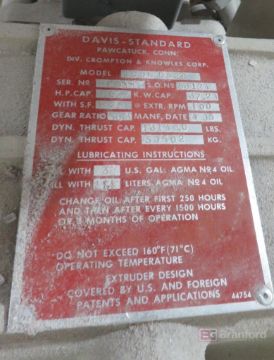 DAVIS-STANDARD
PAWCATUCK, CONN.
DIV. CROMPTON & KNOWLES CORP.
MODEL
SER. NO. S.O. NO.
H.P. CAP. K.W. CAP.
WITH S.F. @ EXTR. RPM 100
GEAR RATIO MANF. DATE
DYN. THRUST CAP. LBS.
DYN. THRUST CAP. KG.
LUBRICATING INSTRUCTIONS
WITH U.S. GAL: AGMA Nº4 OIL
LITERS AGMA Nº4 OIL
CHANGE OIL AFTER FIRST 250 HOURS
AND THEN AFTER EVERY 1500 HOURS
OR 3 MONTHS OF OPERATION
DO NOT EXCEED 160°F(71°C)
OPERATING TEMPERATURE
EXTRUDER DESIGN
COVERED BY U.S. AND FOREIGN
PATENTS AND APPLICATIONS 44754
Branford